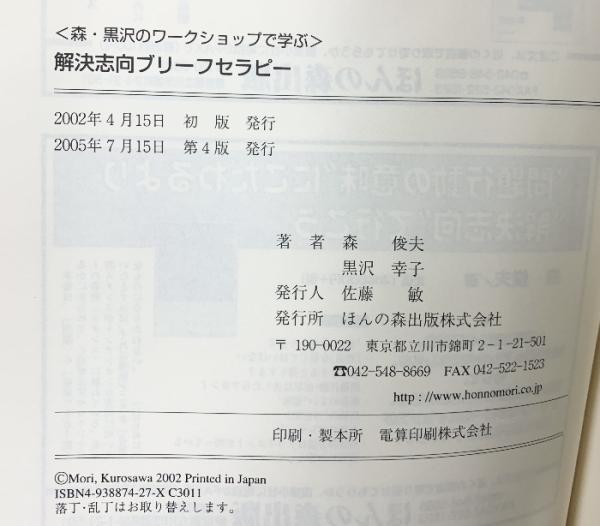 <森・黒沢のワークショップで学ぶ>
解決志向ブリーフセラピー
2002年4月15日 初 版 発行
2005年7月15日 第4版 発行
著 者 森 俊夫
黒沢 幸子
発行人 佐藤 敏
発行所 ほんの森出版株式会社
〒190-0022 東京都立川市錦町2-1-21-501
☎042-548-8669 FAX 042-522-1523
http://www.honnomori.co.jp
印刷・製本所 電算印刷株式会社
©Mori, Kurosawa 2002 Printed in Japan
ISBN4-938874-27-X C3011
落丁・乱丁はお取り替えします。